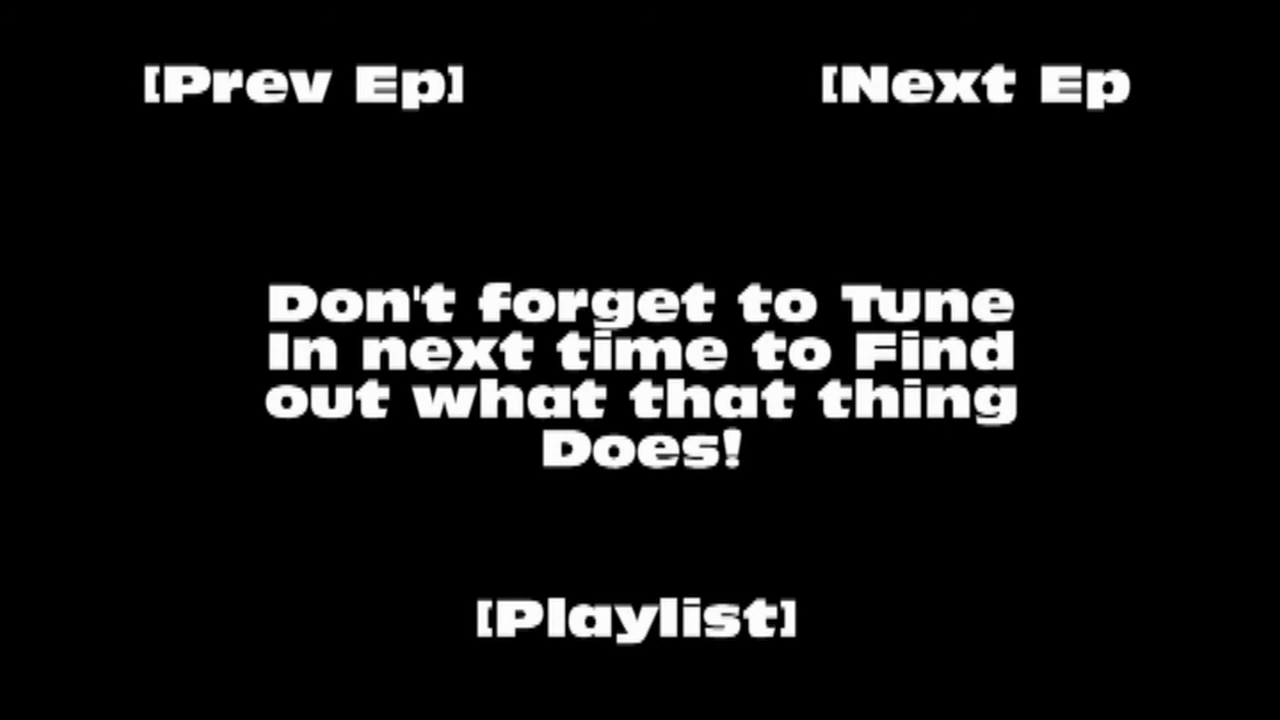 [Prev Ep]
[Next Ep
Don't forget to Tune
In next time to Find
out what that thing
Does!
[Playlist]